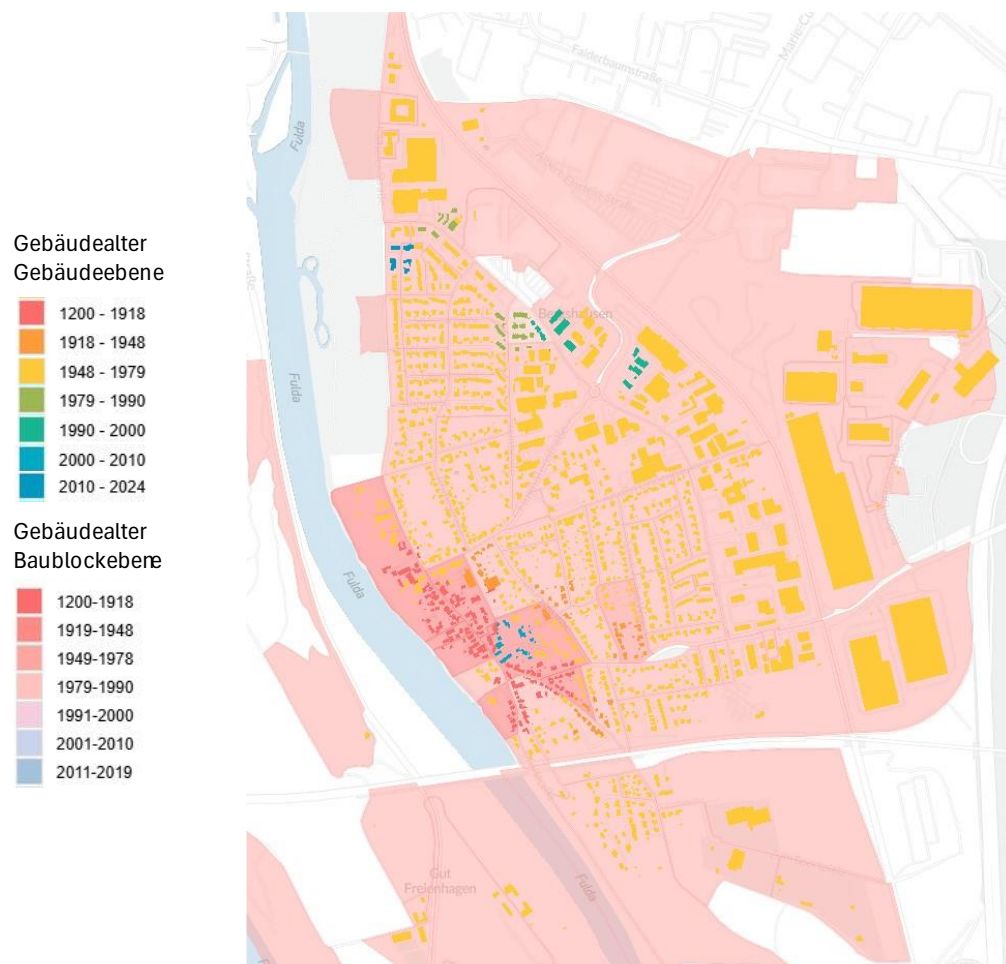 Gebäudealter
Gebäudeebene
1200 - 1918
1918 - 1948
1948 - 1979
1979 - 1990
1990 - 2000
2000 - 2010
2010 - 2024
Gebäudealter
Baublockebene
1200-1918
1919-1948
1949-1978
1979-1990
1991-2000
2001-2010
2011-2019
Falderbaumstraße
Fulda
Fulda
Fulda
Gut
Freienhagen
Fulda